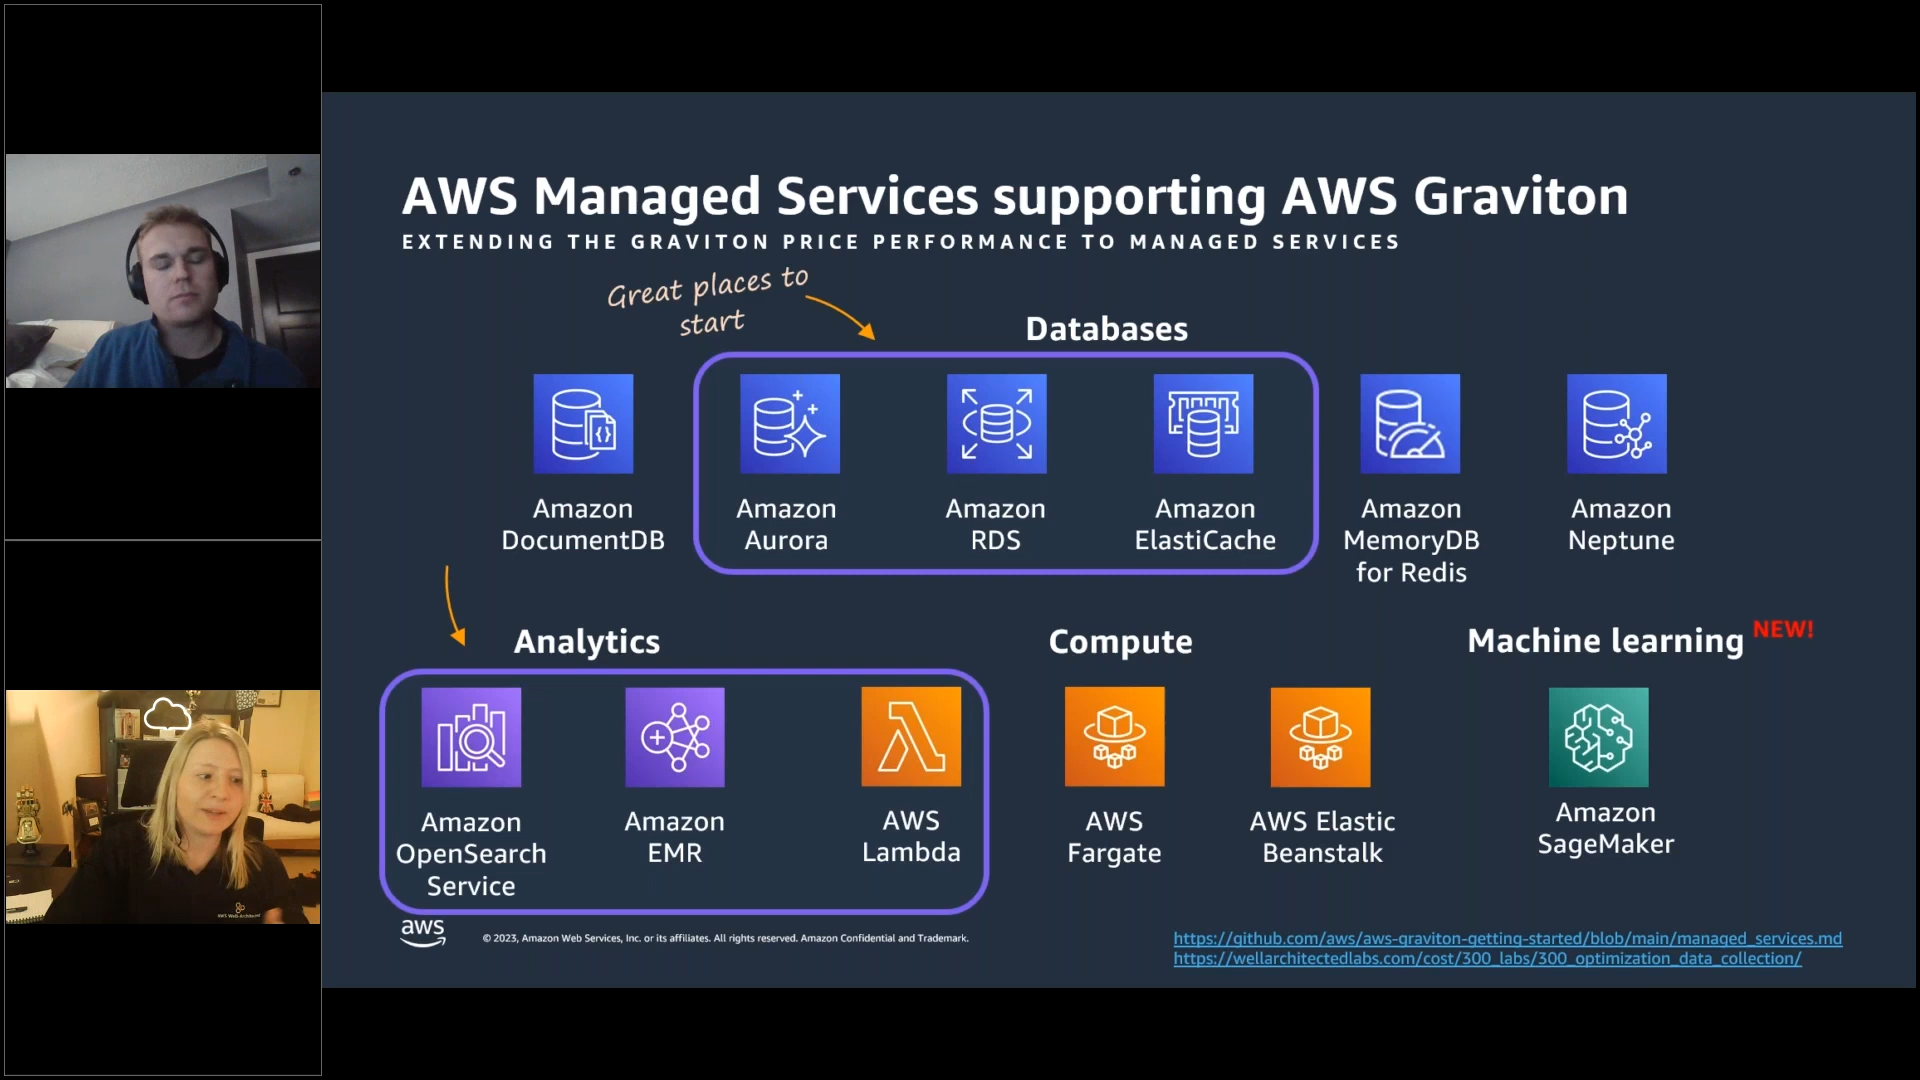 AWS Managed Services supporting AWS Graviton
EXTENDING THE GRAVITON PRICE PERFORMANCE TO MANAGED SERVICES
Great places to
start
Databases
Amazon
DocumentDB
Amazon
Aurora
Amazon
RDS
Amazon
ElastiCache
Amazon
MemoryDB
for Redis
Amazon
Neptune
Analytics
Amazon
OpenSearch
Service
Amazon
EMR
AWS
Lambda
Compute
AWS
Fargate
AWS Elastic
Beanstalk
Machine learning NEW!
Amazon
SageMaker
aws
© 2023, Amazon Web Services, Inc. or its affiliates. All rights reserved. Amazon Confidential and Trademark.
https://github.com/aws/aws-graviton-getting-started/blob/main/managed_services.md
https://wellarchitectedlabs.com/cost/300_labs/300_optimization_data_collection/